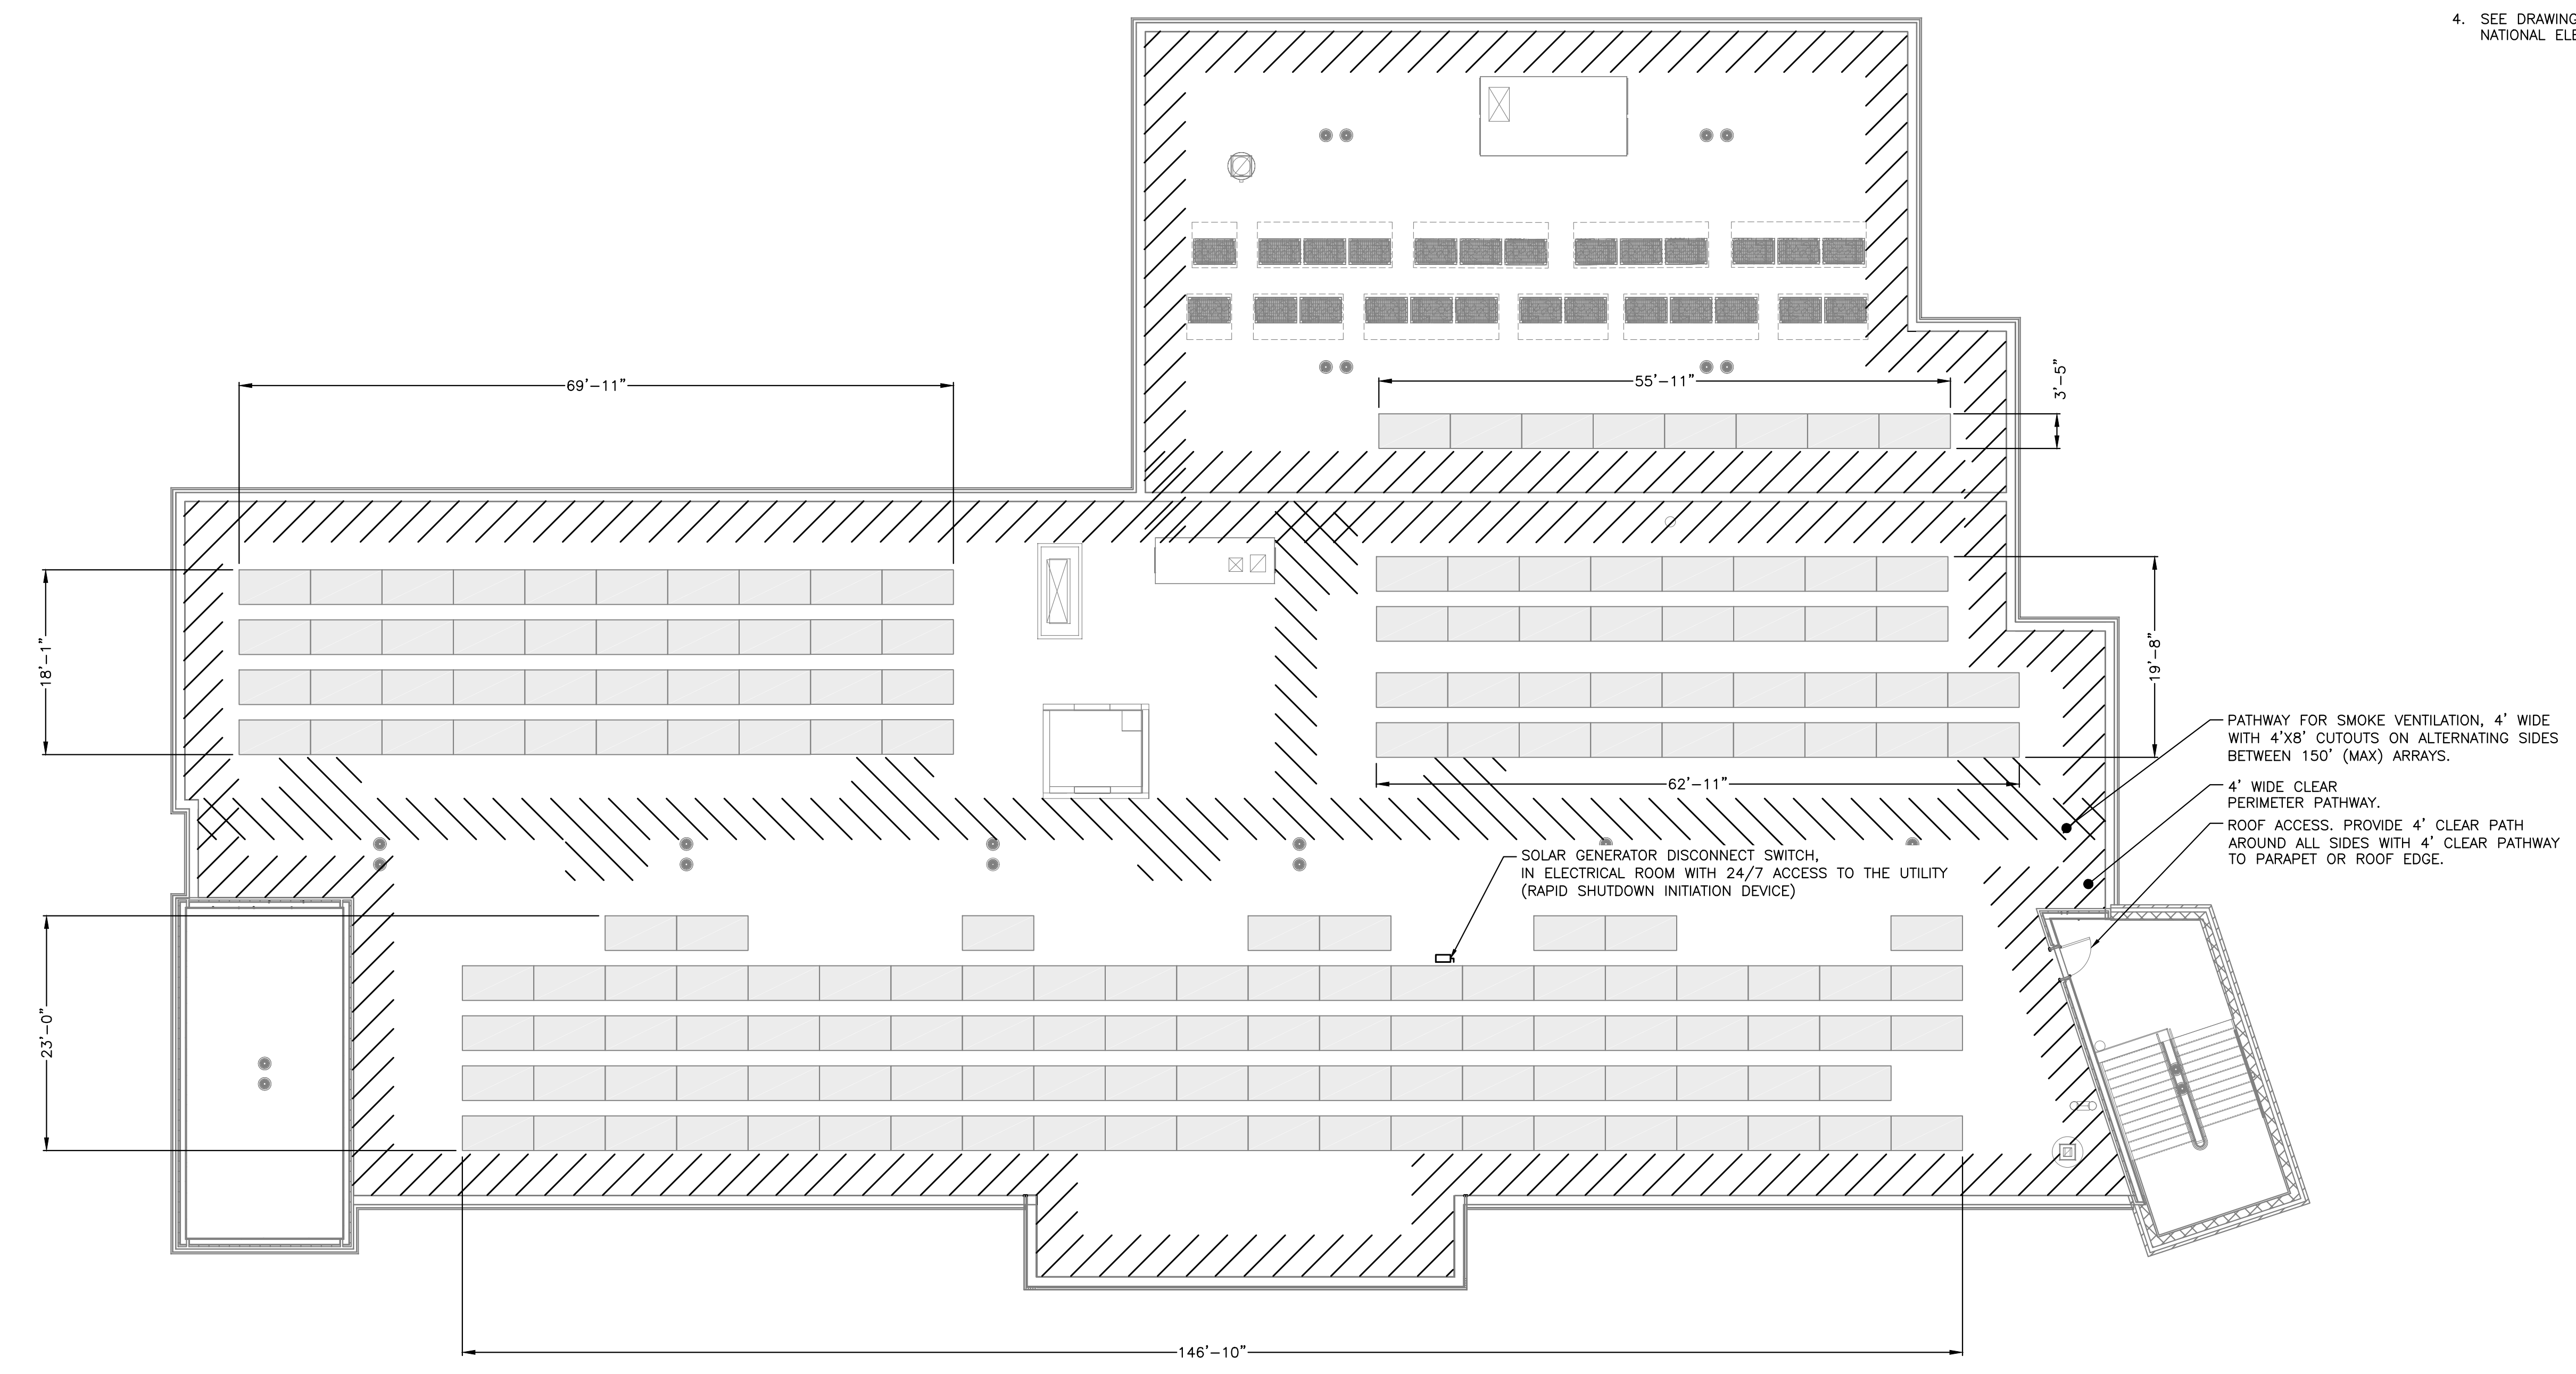 4. SEE DRAWING
NATIONAL ELE
69'-11"
55'-11"
3'-5"
18'-1"
19'-8"
62'-11"
PATHWAY FOR SMOKE VENTILATION, 4' WIDE
WITH 4'X8' CUTOUTS ON ALTERNATING SIDES
BETWEEN 150' (MAX) ARRAYS.
4' WIDE CLEAR
PERIMETER PATHWAY.
ROOF ACCESS. PROVIDE 4' CLEAR PATH
AROUND ALL SIDES WITH 4' CLEAR PATHWAY
TO PARAPET OR ROOF EDGE.
SOLAR GENERATOR DISCONNECT SWITCH,
IN ELECTRICAL ROOM WITH 24/7 ACCESS TO THE UTILITY
(RAPID SHUTDOWN INITIATION DEVICE)
23'-0"
146'-10"